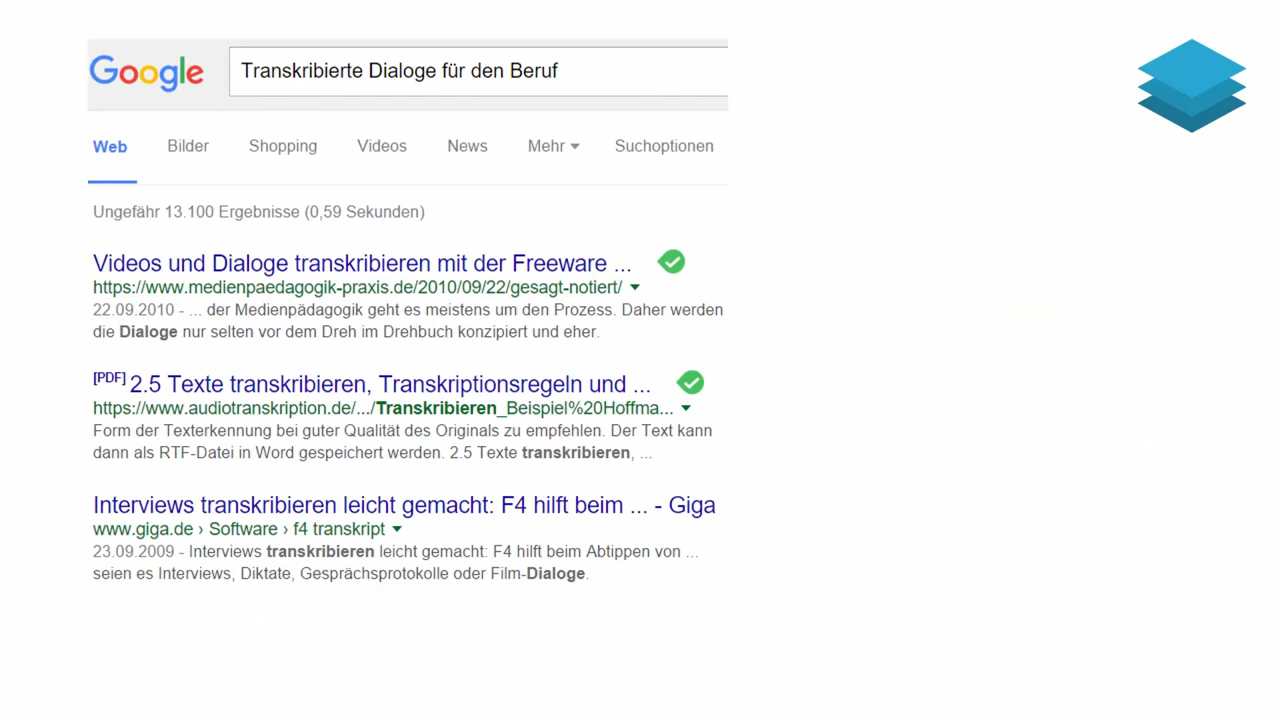 Google
Transkribierte Dialoge für den Beruf
Web Bilder Shopping Videos News Mehr Suchoptionen
Ungefähr 13.100 Ergebnisse (0,59 Sekunden)
Videos und Dialoge transkribieren mit der Freeware ...
https://www.medienpaedagogik-praxis.de/2010/09/22/gesagt-notiert/
22.09.2010 - ... der Medienpädagogik geht es meistens um den Prozess. Daher werden
die Dialoge nur selten vor dem Dreh im Drehbuch konzipiert und eher.
[PDF] 2.5 Texte transkribieren, Transkriptionsregeln und ...
https://www.audiotranskription.de/.../Transkribieren_Beispiel%20Hoffma...
Form der Texterkennung bei guter Qualität des Originals zu empfehlen. Der Text kann
dann als RTF-Datei in Word gespeichert werden. 2.5 Texte transkribieren, ...
Interviews transkribieren leicht gemacht: F4 hilft beim ... - Giga
www.giga.de › Software › f4 transkript
23.09.2009 - Interviews transkribieren leicht gemacht: F4 hilft beim Abtippen von ...
seien es Interviews, Diktate, Gesprächsprotokolle oder Film-Dialoge.